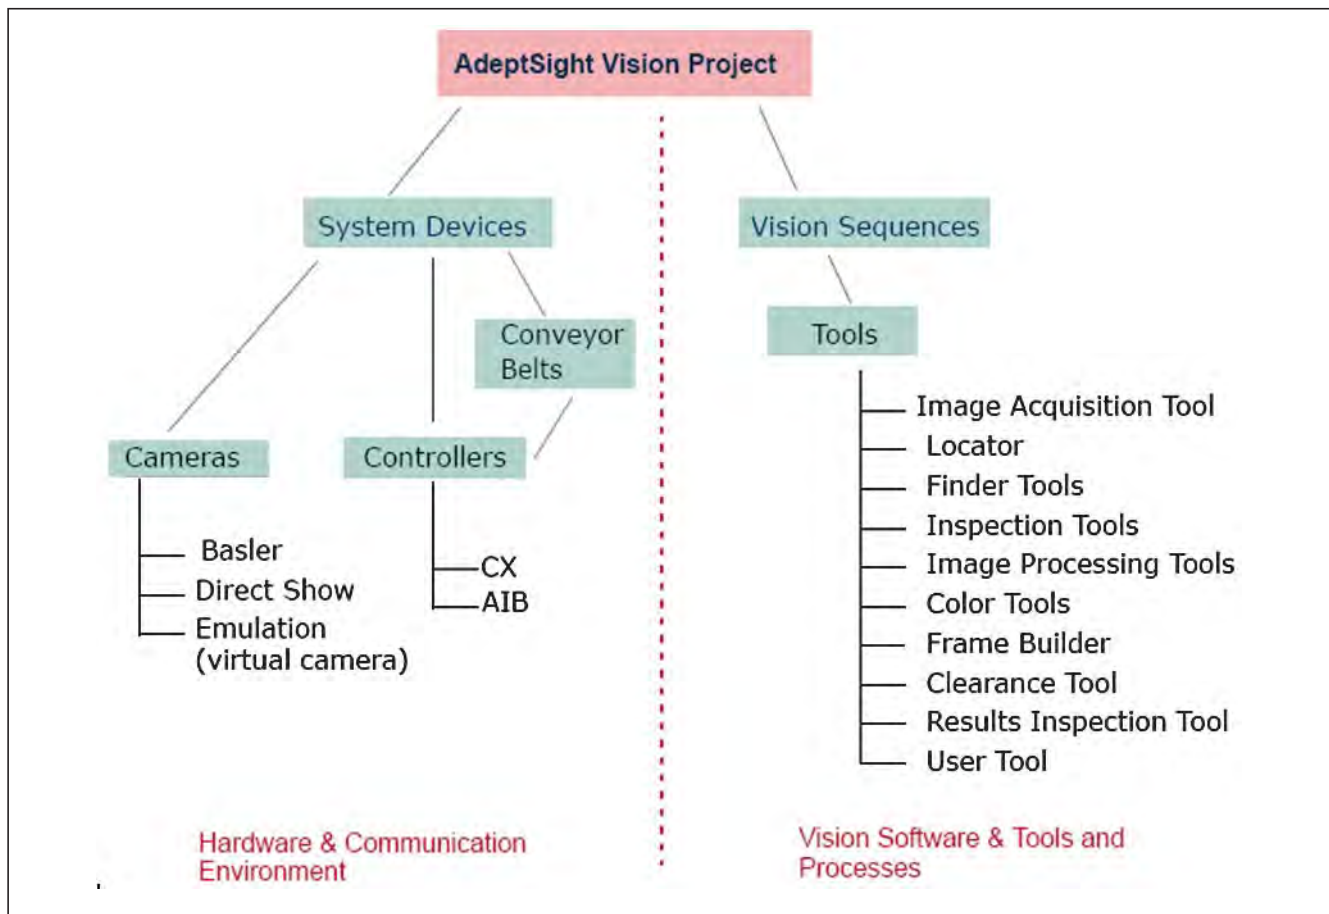 AdeptSight Vision Project
System Devices
Vision Sequences
Conveyor
Belts
Tools
Cameras
Controllers
Basler
Direct Show
Emulation
(virtual camera)
CX
AIB
Image Acquisition Tool
Locator
Finder Tools
Inspection Tools
Image Processing Tools
Color Tools
Frame Builder
Clearance Tool
Results Inspection Tool
User Tool
Hardware & Communication
Environment
Vision Software & Tools and
Processes